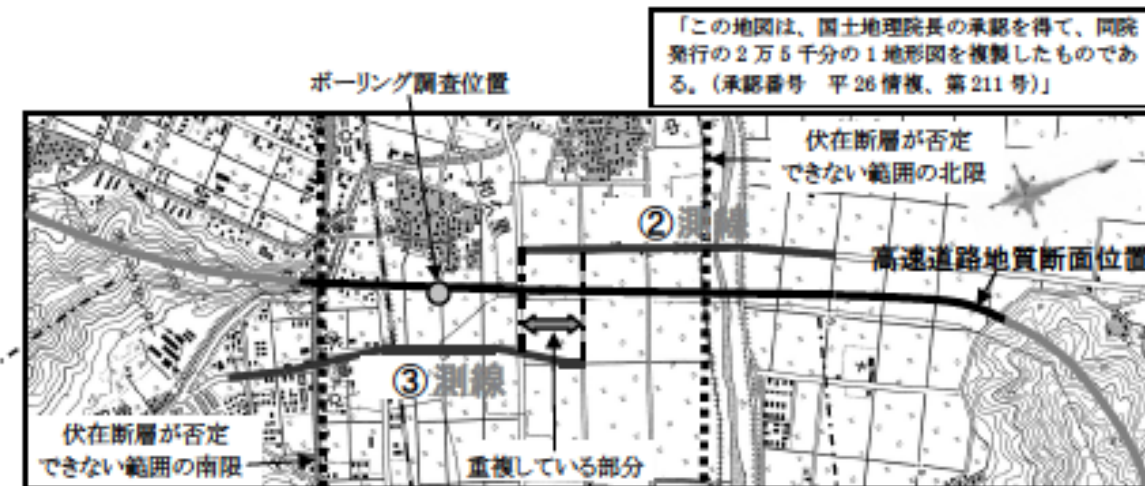 「この地図は、国土地理院長の承認を得て、同院
発行の2万5千分の1地形図を複製したものであ
る。(承認番号 平26情複、第211号)」
ボーリング調査位置
伏在断層が否定
できない範囲の北限
②測線
高速道路地質断面位置
③測線
伏在断層が否定
できない範囲の南限
重複している部分